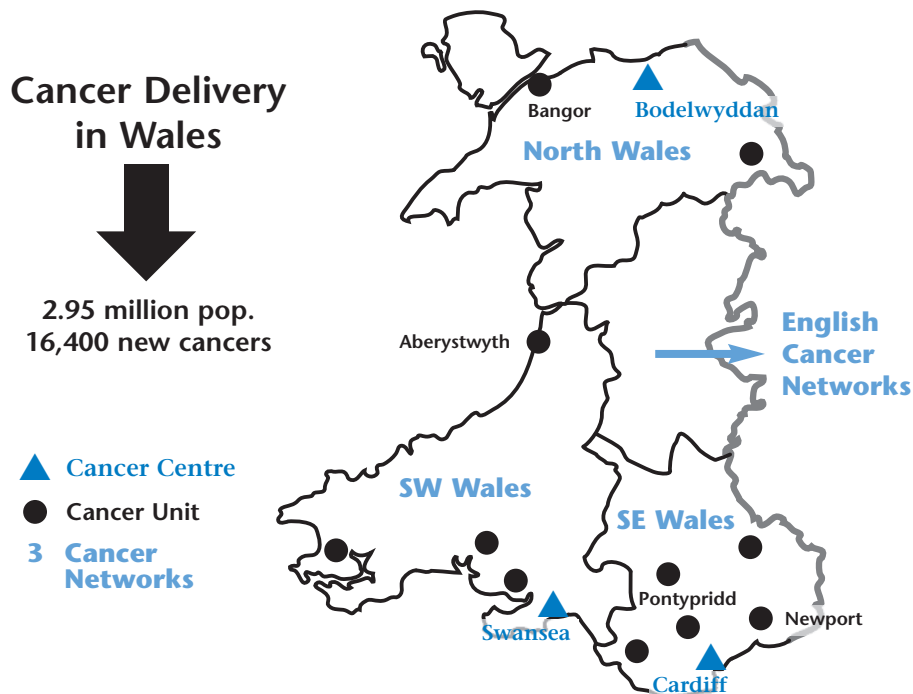 Cancer Delivery
in Wales
2.95 million pop.
16,400 new cancers
Cancer Centre
Cancer Unit
3 Cancer
Networks
Bangor
Bodelwyddan
North Wales
Aberystwyth
English
Cancer
Networks
SW Wales
SE Wales
Pontypridd
Newport
Swansea
Cardiff